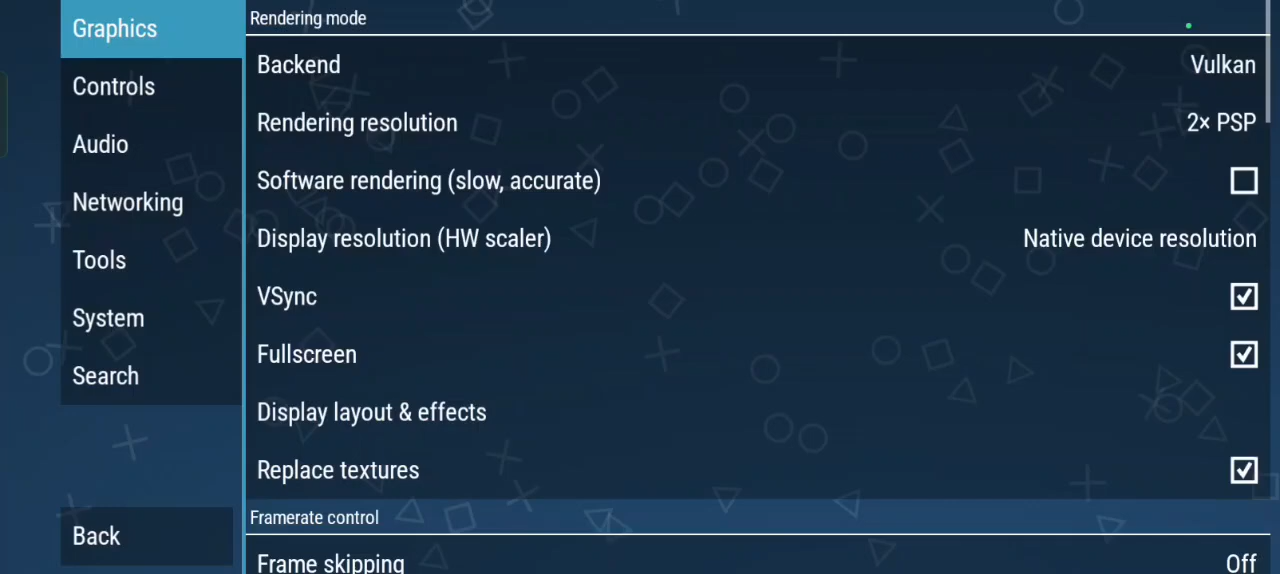 Graphics
Controls
Audio
Networking
Tools
System
Search
Back
Rendering mode
Backend Vulkan
Rendering resolution 2× PSP
Software rendering (slow, accurate)
Display resolution (HW scaler) Native device resolution
VSync
Fullscreen
Display layout & effects
Replace textures
Framerate control
Frame skipping Off